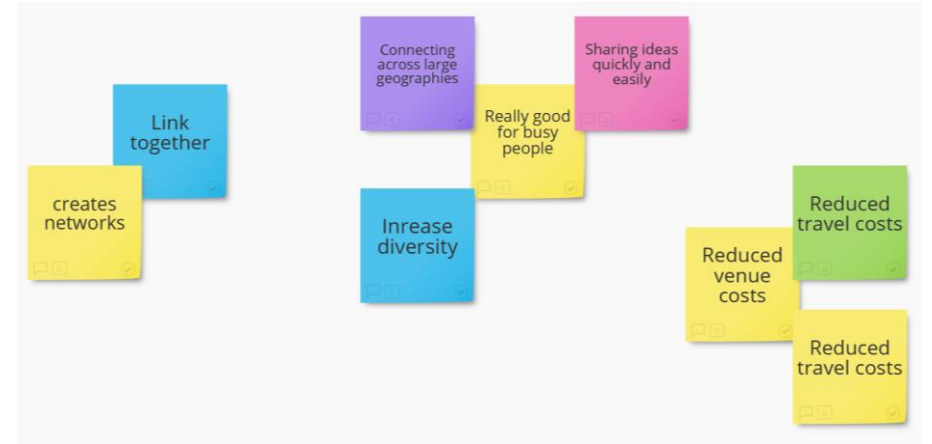 Link
together
creates
networks
Connecting
across large
geographies
Sharing ideas
quickly and
easily
Really good
for busy
people
Inrease
diversity
Reduced
travel costs
Reduced
venue
costs
Reduced
travel costs